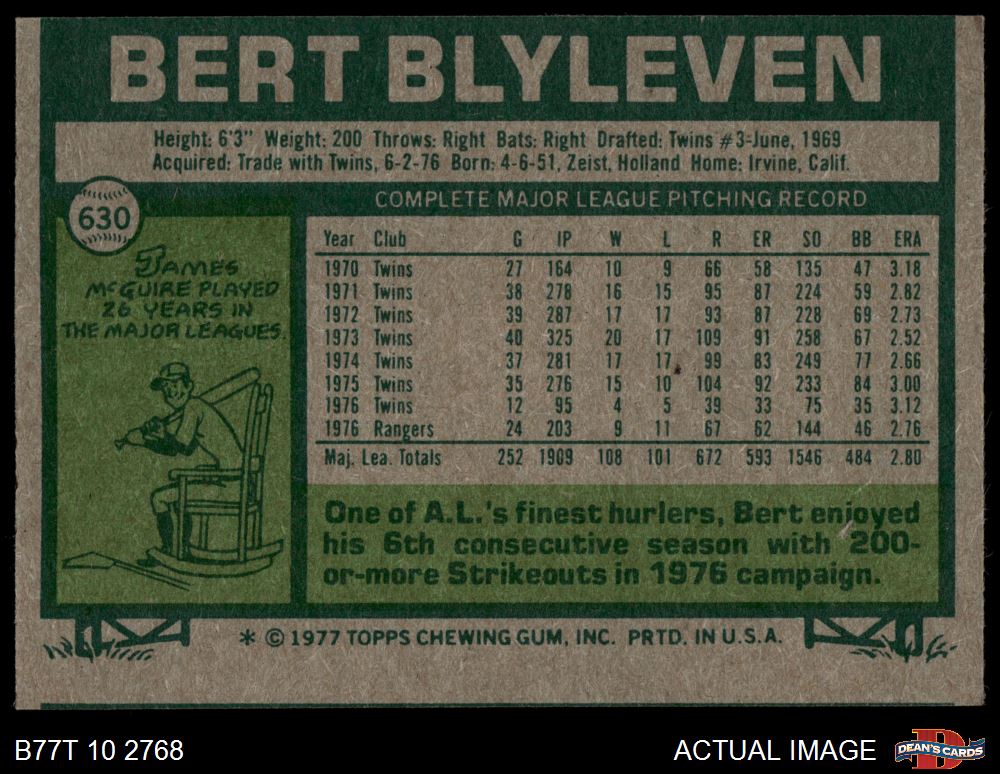 BERT BLYLEVEN
Height: 6'3" Weight: 200 Throws: Right Bats: Right Drafted: Twins #3-June, 1969
Acquired: Trade with Twins, 6-2-76 Born: 4-6-51, Zeist, Holland Home: Irvine, Calif.
630
JAMES
McGUIRE PLAYED
26 YEARS IN
THE MAJOR LEAGUES.
COMPLETE MAJOR LEAGUE PITCHING RECORD
Year Club G IP W L R ER SO BB ERA
1970 Twins 27 164 10 9 66 58 135 47 3.18
1971 Twins 38 278 16 15 95 87 224 59 2.82
1972 Twins 39 287 17 17 93 87 228 69 2.73
1973 Twins 40 325 20 17 109 91 258 67 2.52
1974 Twins 37 281 17 17 99 83 249 77 2.66
1975 Twins 35 276 15 10 104 92 233 84 3.00
1976 Twins 12 95 4 5 39 33 75 35 3.12
1976 Rangers 24 203 9 11 67 62 144 46 2.76
Maj. Lea. Totals 252 1909 108 101 672 593 1546 484 2.80
One of A.L.'s finest hurlers, Bert enjoyed
his 6th consecutive season with 200-
or-more Strikeouts in 1976 campaign.
* © 1977 TOPPS CHEWING GUM, INC. PRTD. IN U.S.A.
B77T 10 2768
ACTUAL IMAGE
DEAN'S CARDS